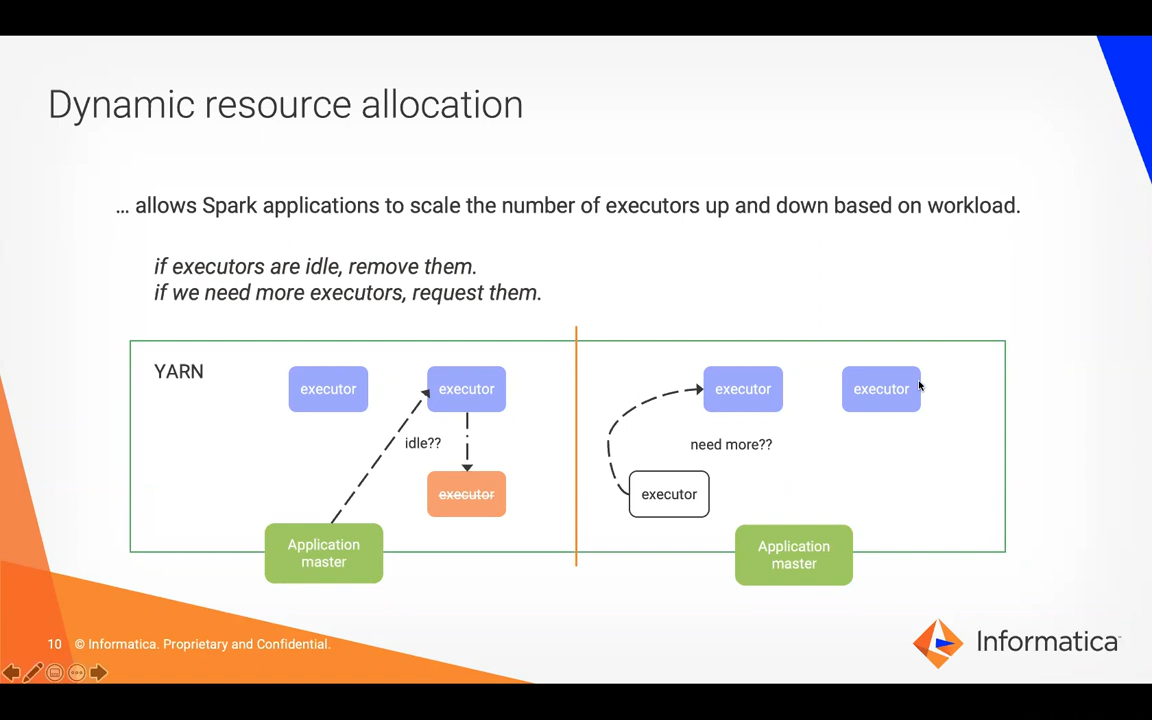 Dynamic resource allocation
... allows Spark applications to scale the number of executors up and down based on workload.
if executors are idle, remove them.
if we need more executors, request them.
YARN
executor
executor
idle??
executor
Application
master
executor
executor
need more??
executor
Application
master
10 © Informatica. Proprietary and Confidential.
Informatica